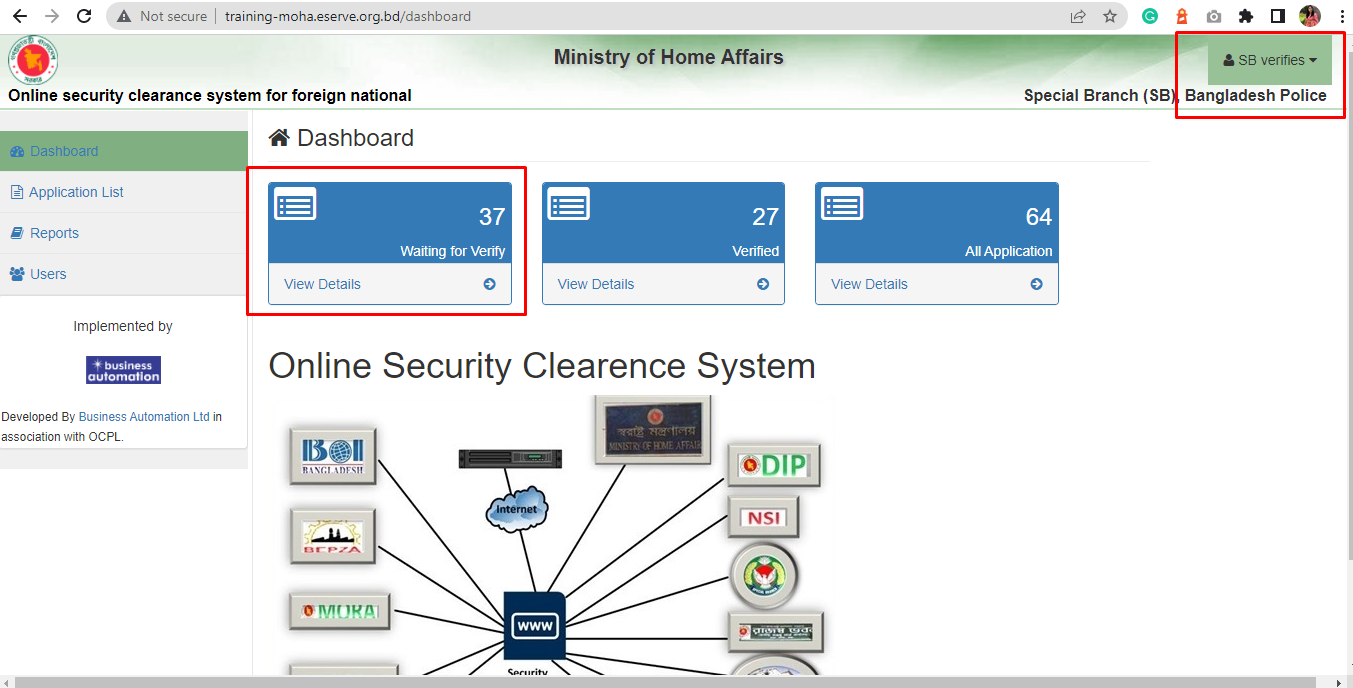 Not secure | training-moha.eserve.org.bd/dashboard
Ministry of Home Affairs
SB verifies
Online security clearance system for foreign national
Special Branch (SB), Bangladesh Police
Dashboard
Application List
Reports
Users
Implemented by
business
automation
Developed By Business Automation Ltd in
association with OCPL.
Dashboard
37
Waiting for Verify
View Details
27
Verified
View Details
64
All Application
View Details
Online Security Clearence System
BOI
BANGLADESH
স্বরাষ্ট্র মন্ত্রণালয়
MINISTRY OF HOME AFFAIR
DIP
Internet
NSI
BEPZA
MORA
www
Security